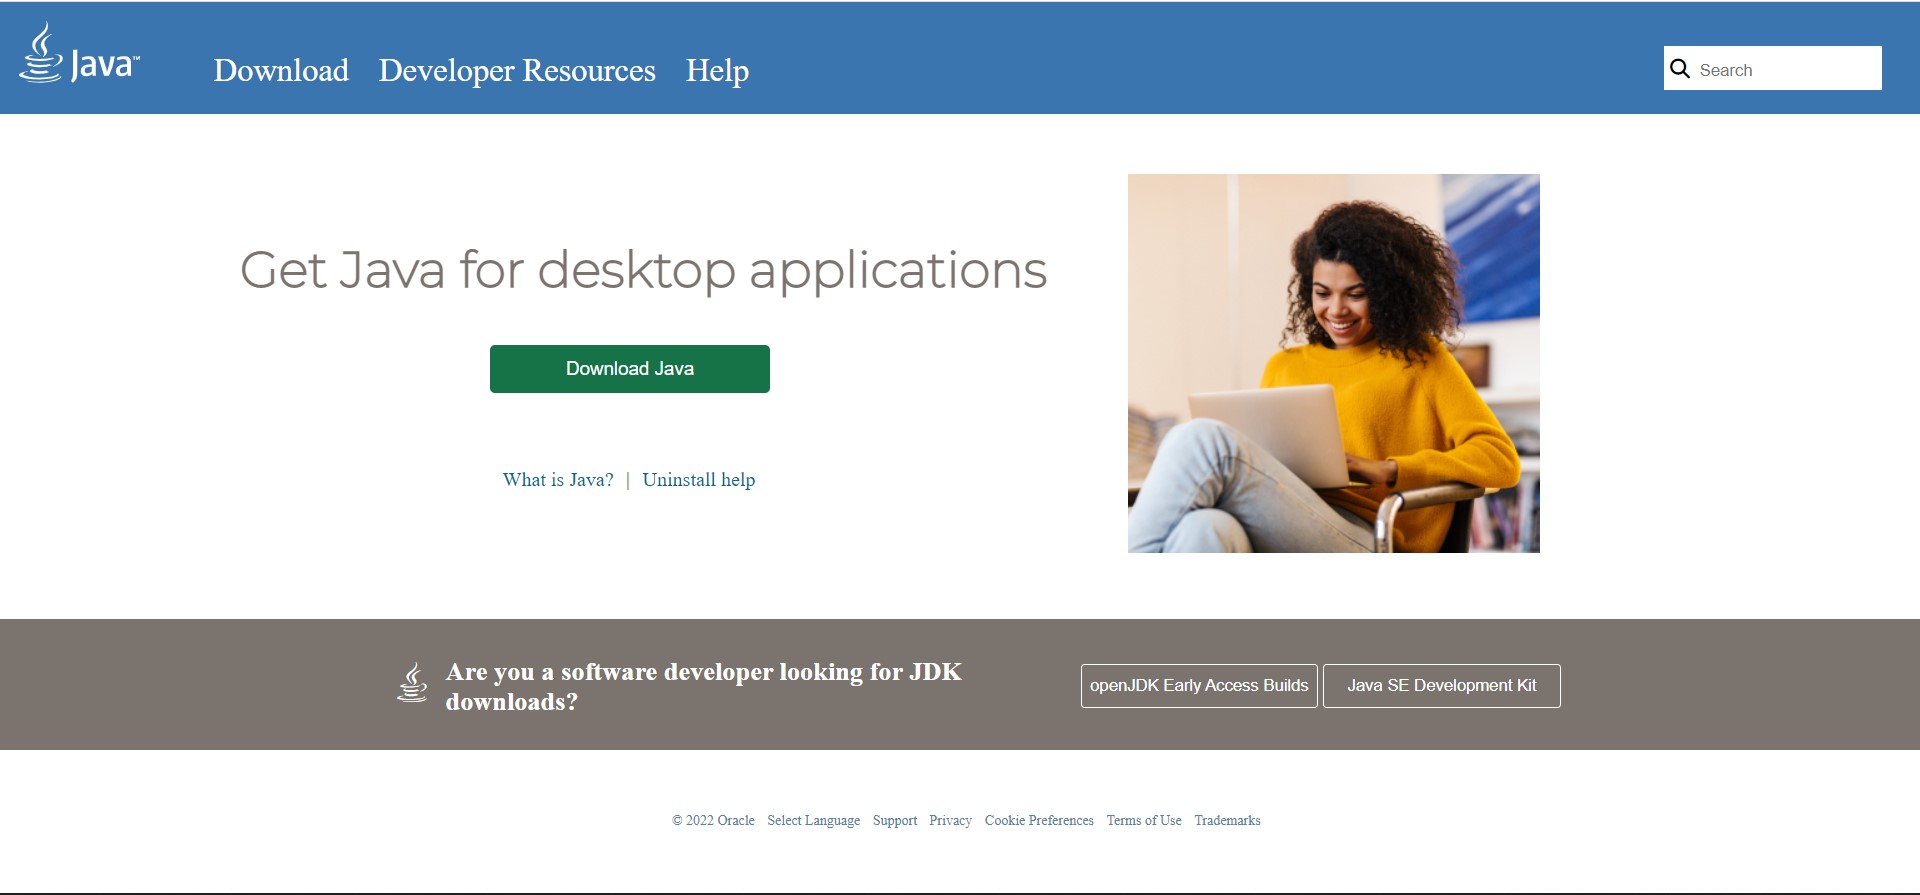 Java™
Download Developer Resources Help
Search
Get Java for desktop applications
Download Java
What is Java? | Uninstall help
Are you a software developer looking for JDK
downloads?
openJDK Early Access Builds
Java SE Development Kit
© 2022 Oracle Select Language Support Privacy Cookie Preferences Terms of Use Trademarks